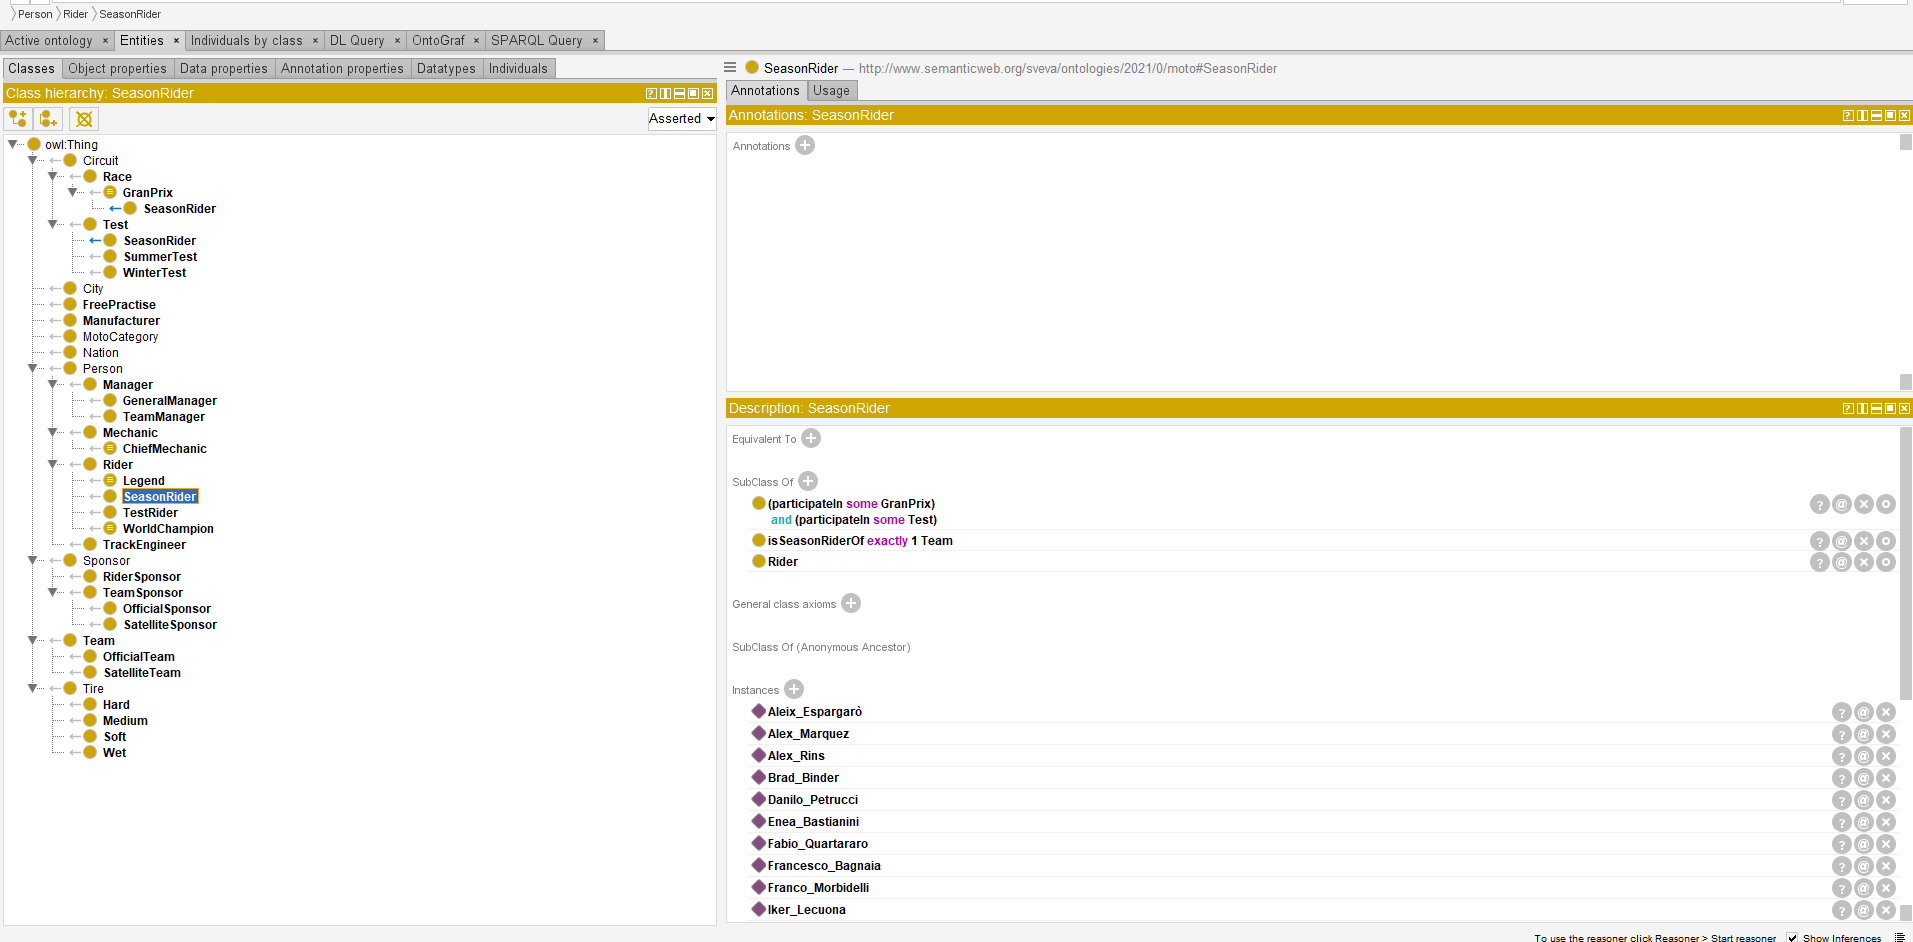 Person Rider SeasonRider
Active ontology × Entities × Individuals by class × DL Query × OntoGraf × SPARQL Query ×
Classes Object properties Data properties Annotation properties Datatypes Individuals
Class hierarchy: SeasonRider
Asserted
owl:Thing
Circuit
Race
GranPrix
SeasonRider
Test
SeasonRider
SummerTest
WinterTest
City
FreePractise
Manufacturer
MotoCategory
Nation
Person
Manager
GeneralManager
TeamManager
Mechanic
ChiefMechanic
Rider
Legend
SeasonRider
TestRider
WorldChampion
TrackEngineer
Sponsor
RiderSponsor
TeamSponsor
OfficialSponsor
SatelliteSponsor
Team
OfficialTeam
SatelliteTeam
Tire
Hard
Medium
Soft
Wet
SeasonRider — http://www.semanticweb.org/sveva/ontologies/2021/0/moto#SeasonRider
Annotations Usage
Annotations: SeasonRider
Annotations
Description: SeasonRider
Equivalent To
SubClass Of
(participateIn some GranPrix)
and (participateIn some Test)
isSeasonRiderOf exactly 1 Team
Rider
General class axioms
SubClass Of (Anonymous Ancestor)
Instances
Aleix_Espargarò
Alex_Marquez
Alex_Rins
Brad_Binder
Danilo_Petrucci
Enea_Bastianini
Fabio_Quartararo
Francesco_Bagnaia
Franco_Morbidelli
Iker_Lecuona
To use the reasoner click Reasoner > Start reasoner Show Inferences